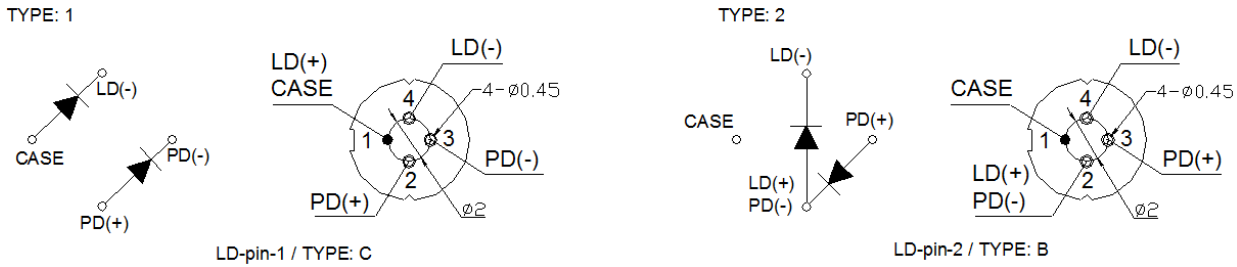 TYPE: 1
LD(-)
CASE
PD(-)
PD(+)
LD(+)
CASE
LD(-)
4-Ø0.45
4
1
3
2
PD(-)
PD(+)
Ø2
LD-pin-1 / TYPE: C
TYPE: 2
LD(-)
CASE
PD(+)
LD(+)
PD(-)
LD(-)
CASE
4-Ø0.45
4
1
3
2
PD(+)
LD(+)
PD(-)
Ø2
LD-pin-2 / TYPE: B